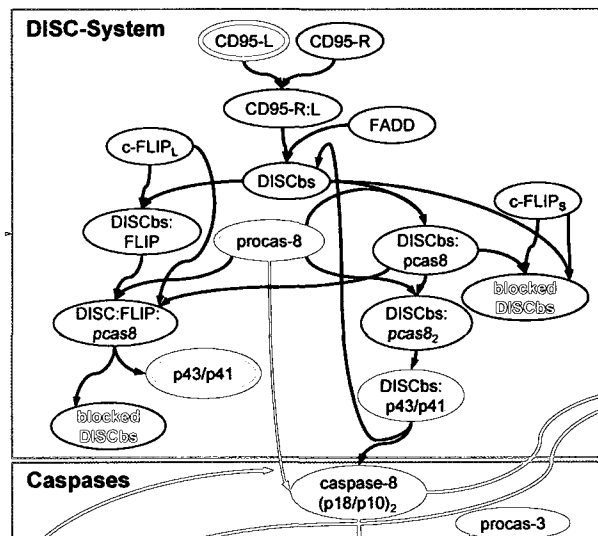 DISC-System
CD95-L
CD95-R
CD95-R:L
FADD
c-FLIPL
DISCbs
c-FLIPS
DISCbs:
FLIP
procas-8
DISCbs:
pcas8
blocked
DISCbs
DISC:FLIP:
pcas8
DISCbs:
pcas82
p43/p41
DISCbs:
p43/p41
blocked
DISCbs
Caspases
caspase-8
(p18/p10)2
procas-3